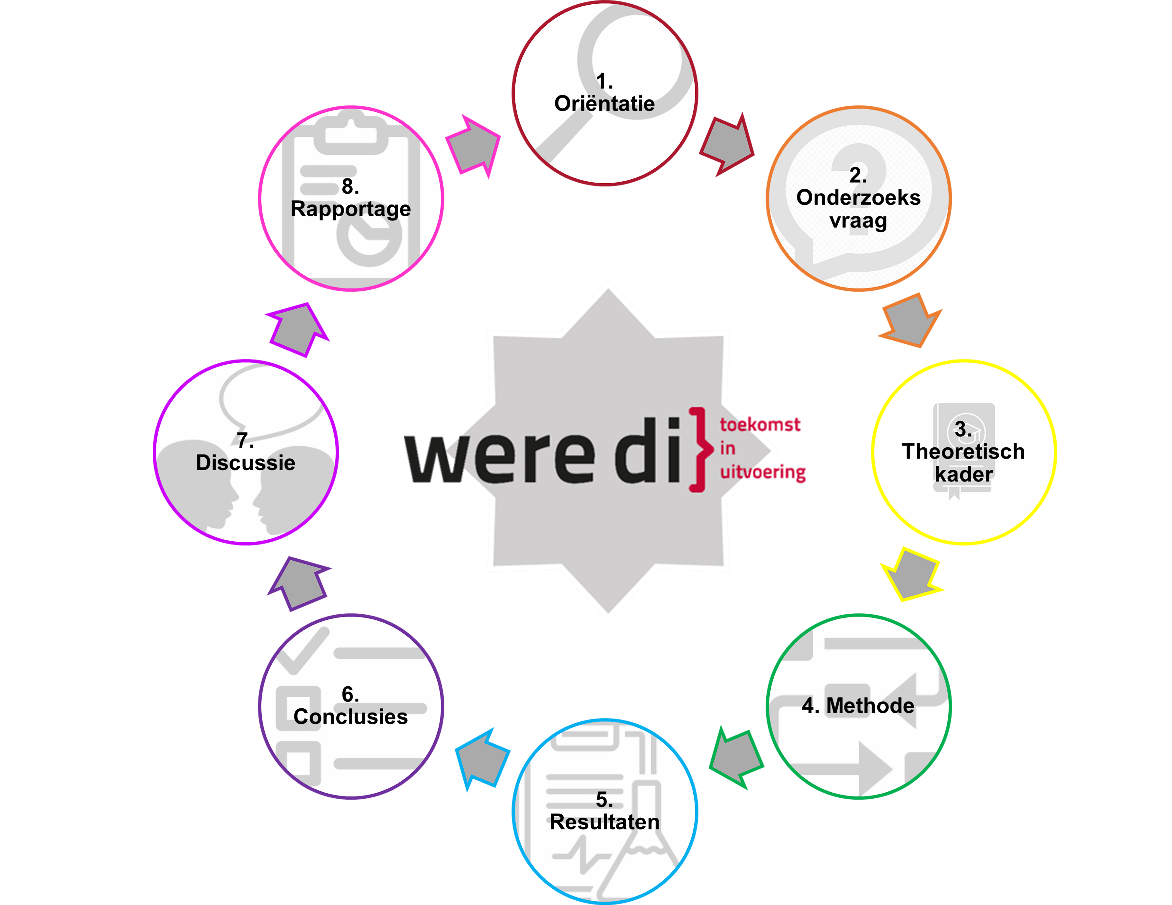 1.
Oriëntatie
2.
Onderzoeks
vraag
3.
Theoretisch
kader
4. Methode
5.
Resultaten
6.
Conclusies
7.
Discussie
8.
Rapportage
were di}
toekomst
in
uitvoering